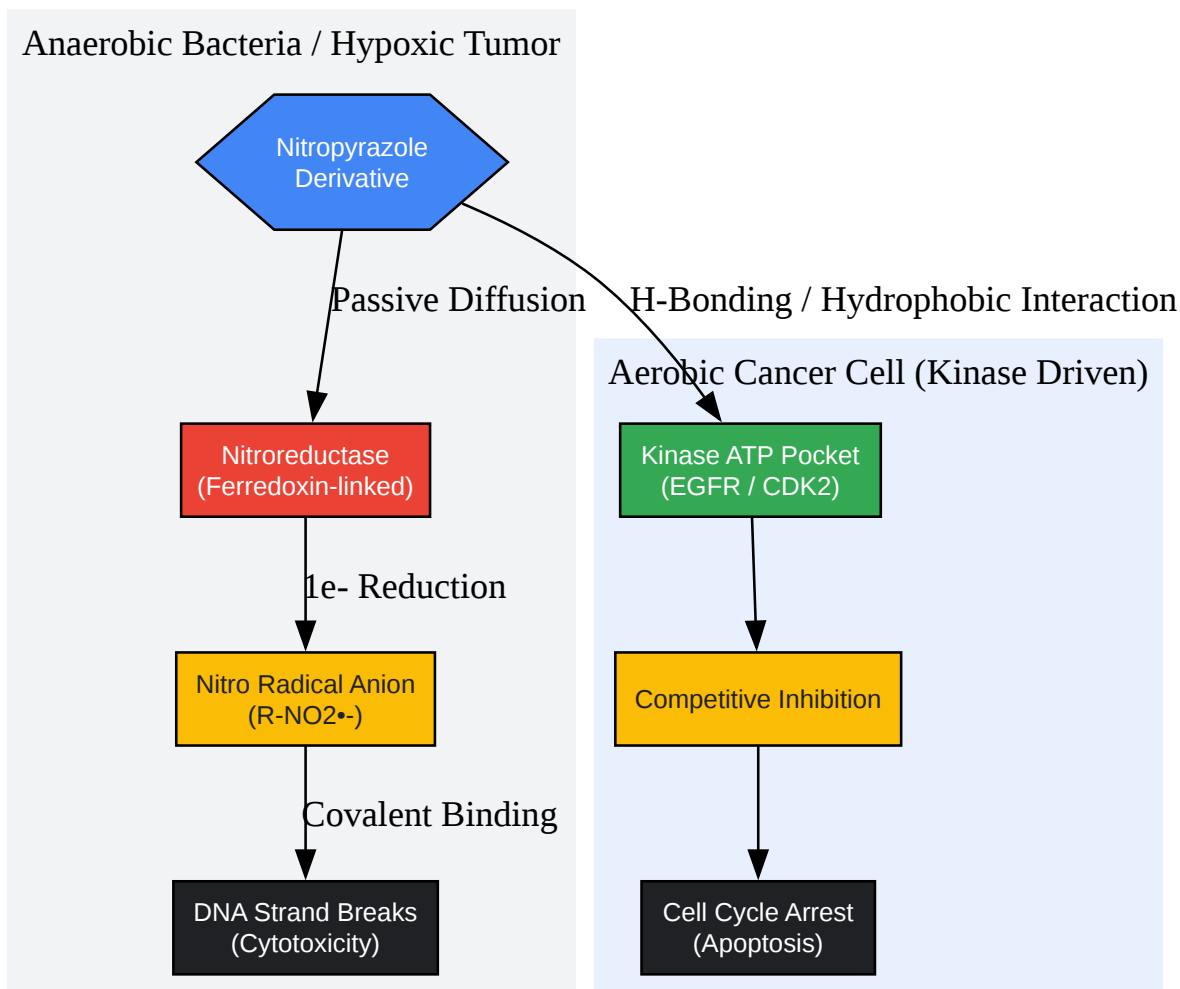 Anaerobic Bacteria / Hypoxic Tumor
Nitropyrazole
Derivative
Passive Diffusion
H-Bonding / Hydrophobic Interaction
Aerobic Cancer Cell (Kinase Driven)
Nitroreductase
(Ferredoxin-linked)
Kinase ATP Pocket
(EGFR / CDK2)
1e- Reduction
Nitro Radical Anion
(R-NO2•-)
Competitive Inhibition
Covalent Binding
DNA Strand Breaks
(Cytotoxicity)
Cell Cycle Arrest
(Apoptosis)